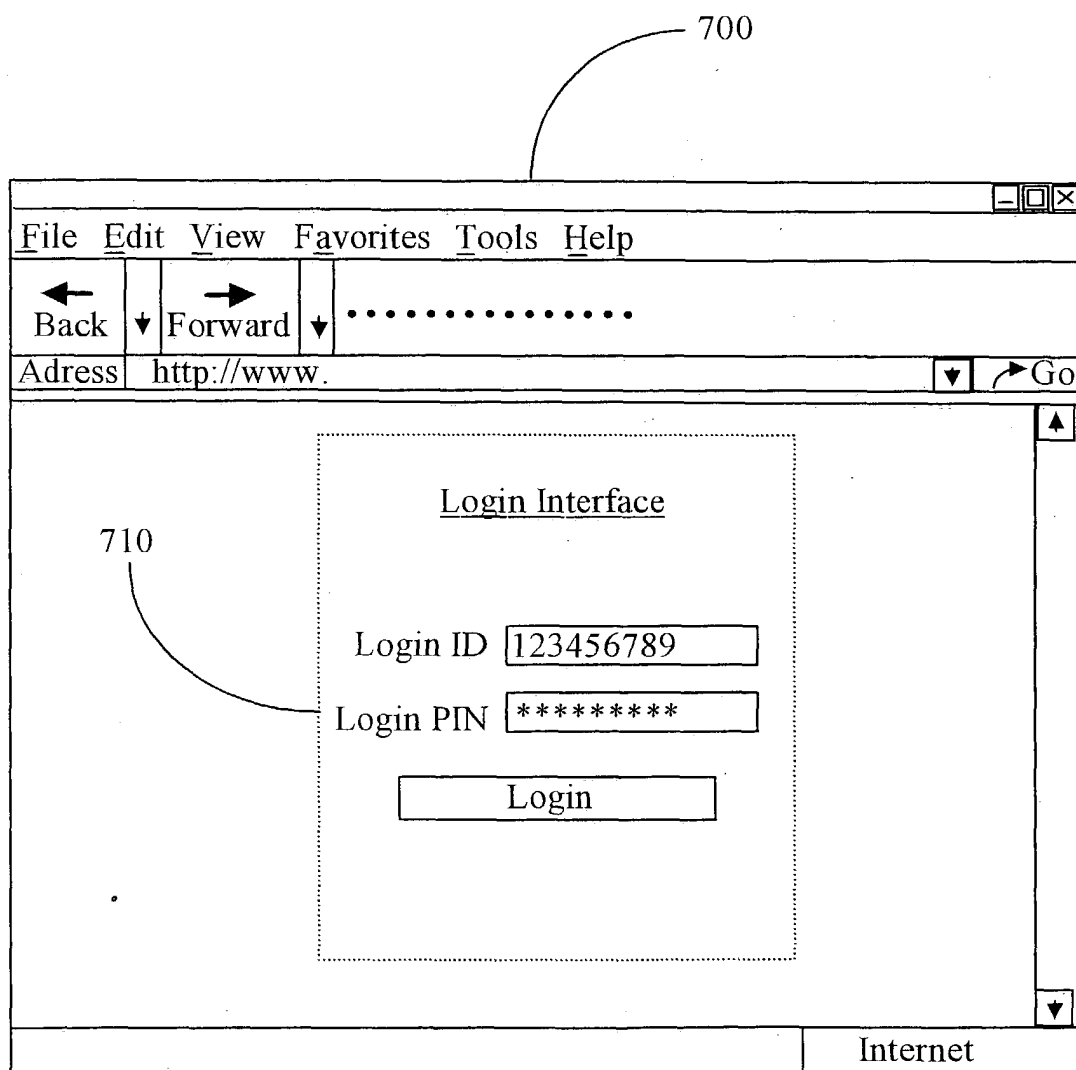 700
File Edit View Favorites Tools Help
Back Forward
Adress http://www. Go
Login Interface
710
Login ID 123456789
Login PIN *********
Login
Internet